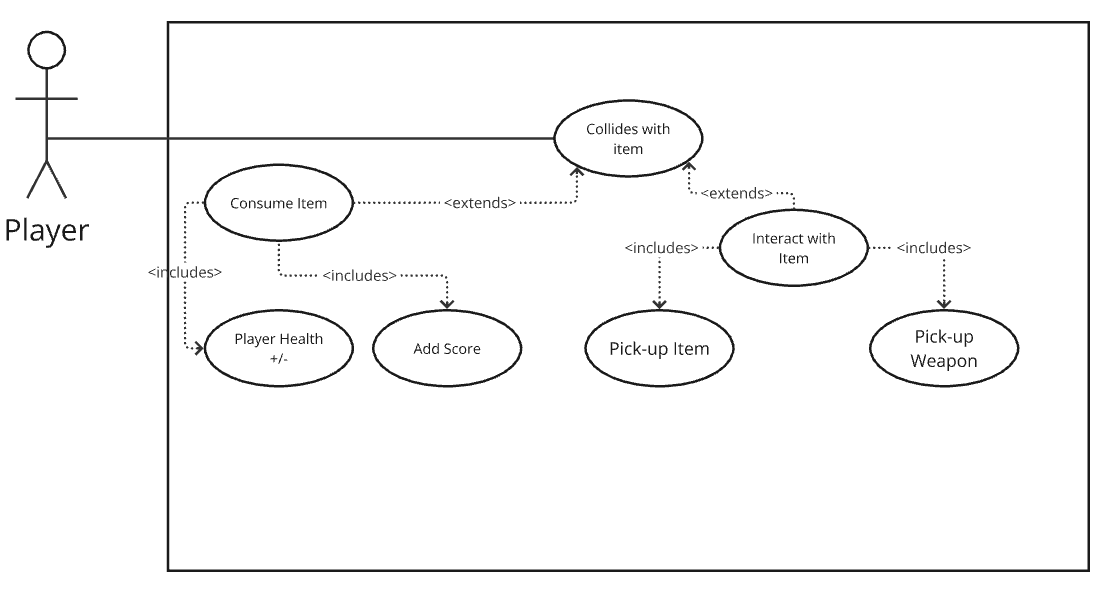 Player
Collides with
item
Consume Item
<extends>
<extends>
Interact with
Item
<includes>
<includes>
<includes>
<includes>
Player Health
+/-
Add Score
Pick-up Item
Pick-up
Weapon